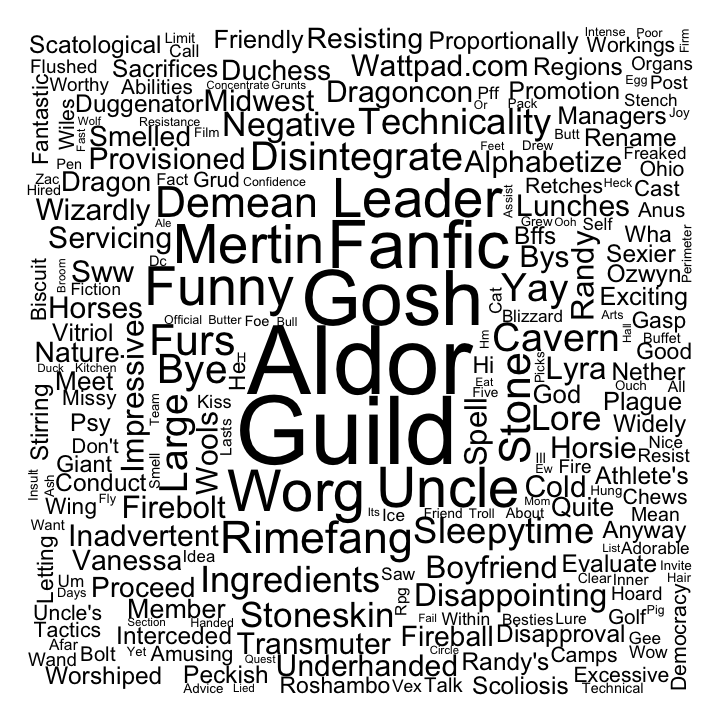 Scatological
Limit
Call
Friendly
Resisting
Proportionally
Intense
Poor
Firm
Workings
Flushed
Sacrifices
Duchess
Wattpad.com
Regions
Organs
Worthy
Abilities
Concentrate
Grunts
Dragoncon
Pff
Promotion
Egg
Post
Fantastic
Wiles
Duggenator
Midwest
Or
Pack
Stench
Fast
Wolf
Resistance
Negative
Technicality
Managers
Joy
Smelled
Film
Butt
Rename
Pen
Provisioned
Disintegrate
Feet
Drew
Alphabetize
Freaked
Ohio
Zac
Hired
Dragon
Fact
Grud
Confidence
Retches
Heck
Cast
Wizardly
Demean
Leader
Assist
Lunches
Anus
Ale
Grew
Ooh
Self
Servicing
Mertin
Fanfic
Bffs
Wha
Perimeter
Dc
Bys
Randy
Sexier
Biscuit
Broom
Sww
Funny
Gosh
Cat
Yay
Ozwyn
Fiction
Exciting
Horses
Official
Butter
Foe
Bull
Blizzard
Arts
Gasp
Vitriol
Impressive
Furs
Aldor
Hm
Cavern
Hall
Buffet
Nature
Good
Duck
Kitchen
Bye
He
Hi
Picks
Lyra
Nether
Meet
Eat
Stone
Ouch
All
Missy
Five
God
Plague
Stirring
Team
Large
Kiss
Guild
Spell
Lore
Widely
Psy
Wools
Lasts
Don't
Horsie
Nice
Giant
Smell
Ill
Resist
Insult
Ash
Conduct
Worg
Uncle
Ew
Fire
Athlete's
Cold
Hung
Chews
Wing
Fly
Firebolt
Mom
Quite
Mean
Want
Its
Ice
Friend
Troll
About
Inadvertent
Rimefang
Sleepytime
Anyway
Letting
List
Adorable
Vanessa
Idea
Boyfriend
Evaluate
Invite
Um
Ingredients
Saw
Clear
Inner
Hair
Days
Proceed
Rpg
Disappointing
Hoard
Democracy
Uncle's
Member
Stoneskin
Fail
Within
Besties
Lure
Golf
Pig
Tactics
Section
Handed
Interceded
Transmuter
Fireball
Disapproval
Gee
Afar
Circle
Wand
Bolt
Yet
Amusing
Quest
Underhanded
Randy's
Camps
Wow
Worshiped
Peckish
Excessive
Advice
Lied
Roshambo
Vex
Talk
Scoliosis
Technical